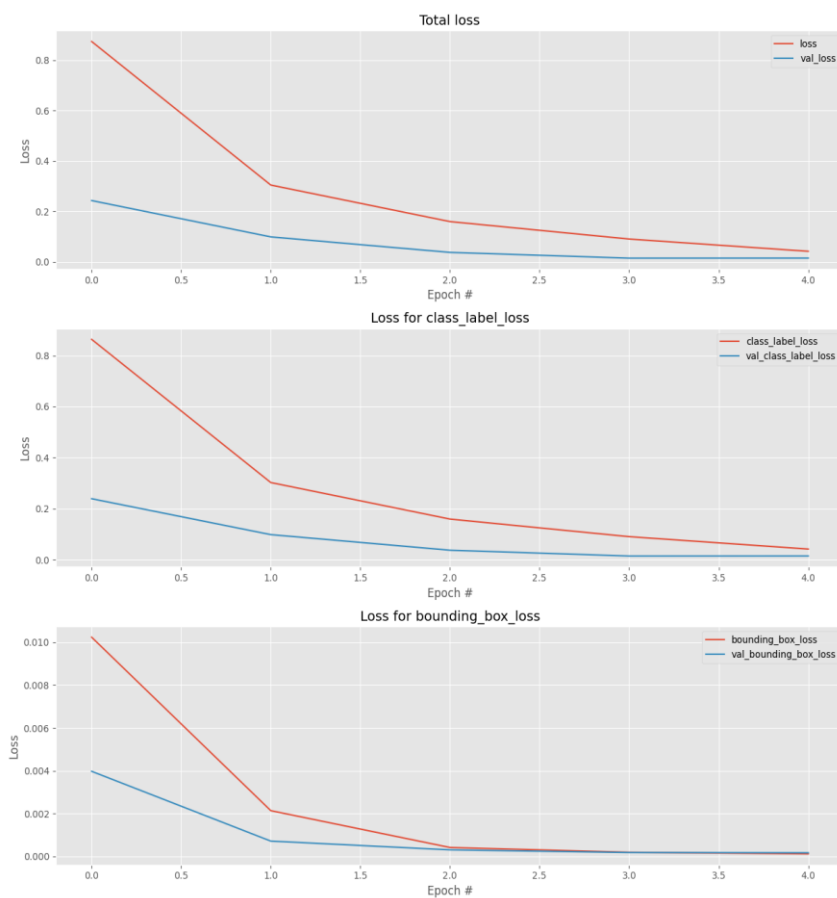 Total loss
loss
val_loss
0.8
0.6
0.4
0.2
0.0
Loss
0.0 0.5 1.0 1.5 2.0 2.5 3.0 3.5 4.0
Epoch #
Loss for class_label_loss
class_label_loss
val_class_label_loss
0.8
0.6
0.4
0.2
0.0
Loss
0.0 0.5 1.0 1.5 2.0 2.5 3.0 3.5 4.0
Epoch #
Loss for bounding_box_loss
bounding_box_loss
val_bounding_box_loss
0.010
0.008
0.006
0.004
0.002
0.000
Loss
0.0 0.5 1.0 1.5 2.0 2.5 3.0 3.5 4.0
Epoch #